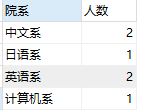 院系 人数
中文系 2
日语系 1
英语系 2
计算机系 1